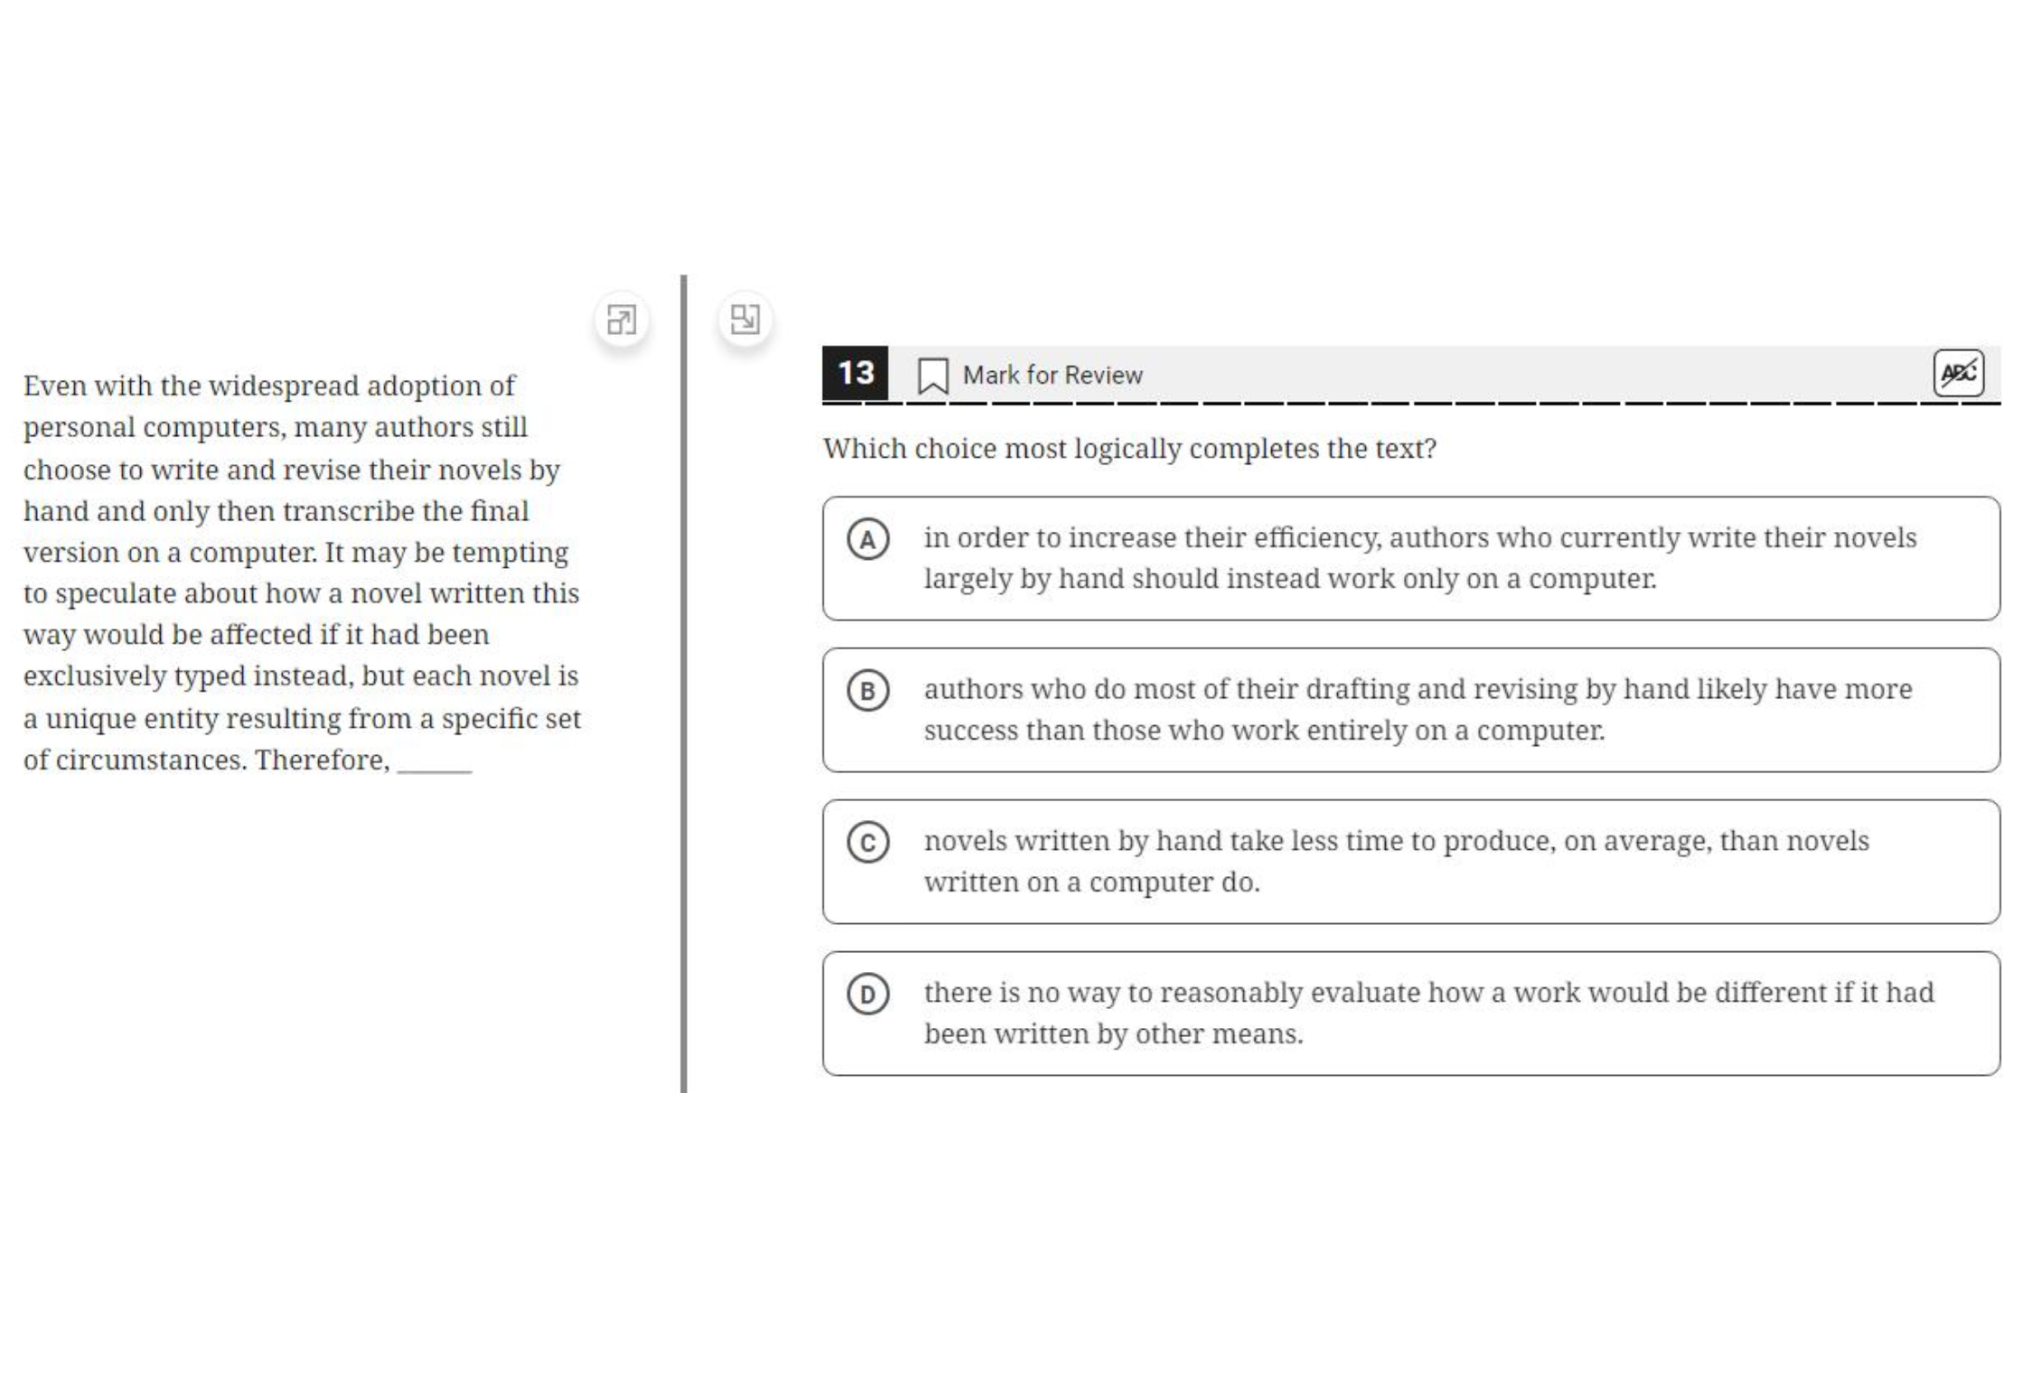 Even with the widespread adoption of
personal computers, many authors still
choose to write and revise their novels by
hand and only then transcribe the final
version on a computer. It may be tempting
to speculate about how a novel written this
way would be affected if it had been
exclusively typed instead, but each novel is
a unique entity resulting from a specific set
of circumstances. Therefore, ______
13 Mark for Review ABC
Which choice most logically completes the text?
A in order to increase their efficiency, authors who currently write their novels
largely by hand should instead work only on a computer.
B authors who do most of their drafting and revising by hand likely have more
success than those who work entirely on a computer.
C novels written by hand take less time to produce, on average, than novels
written on a computer do.
D there is no way to reasonably evaluate how a work would be different if it had
been written by other means.